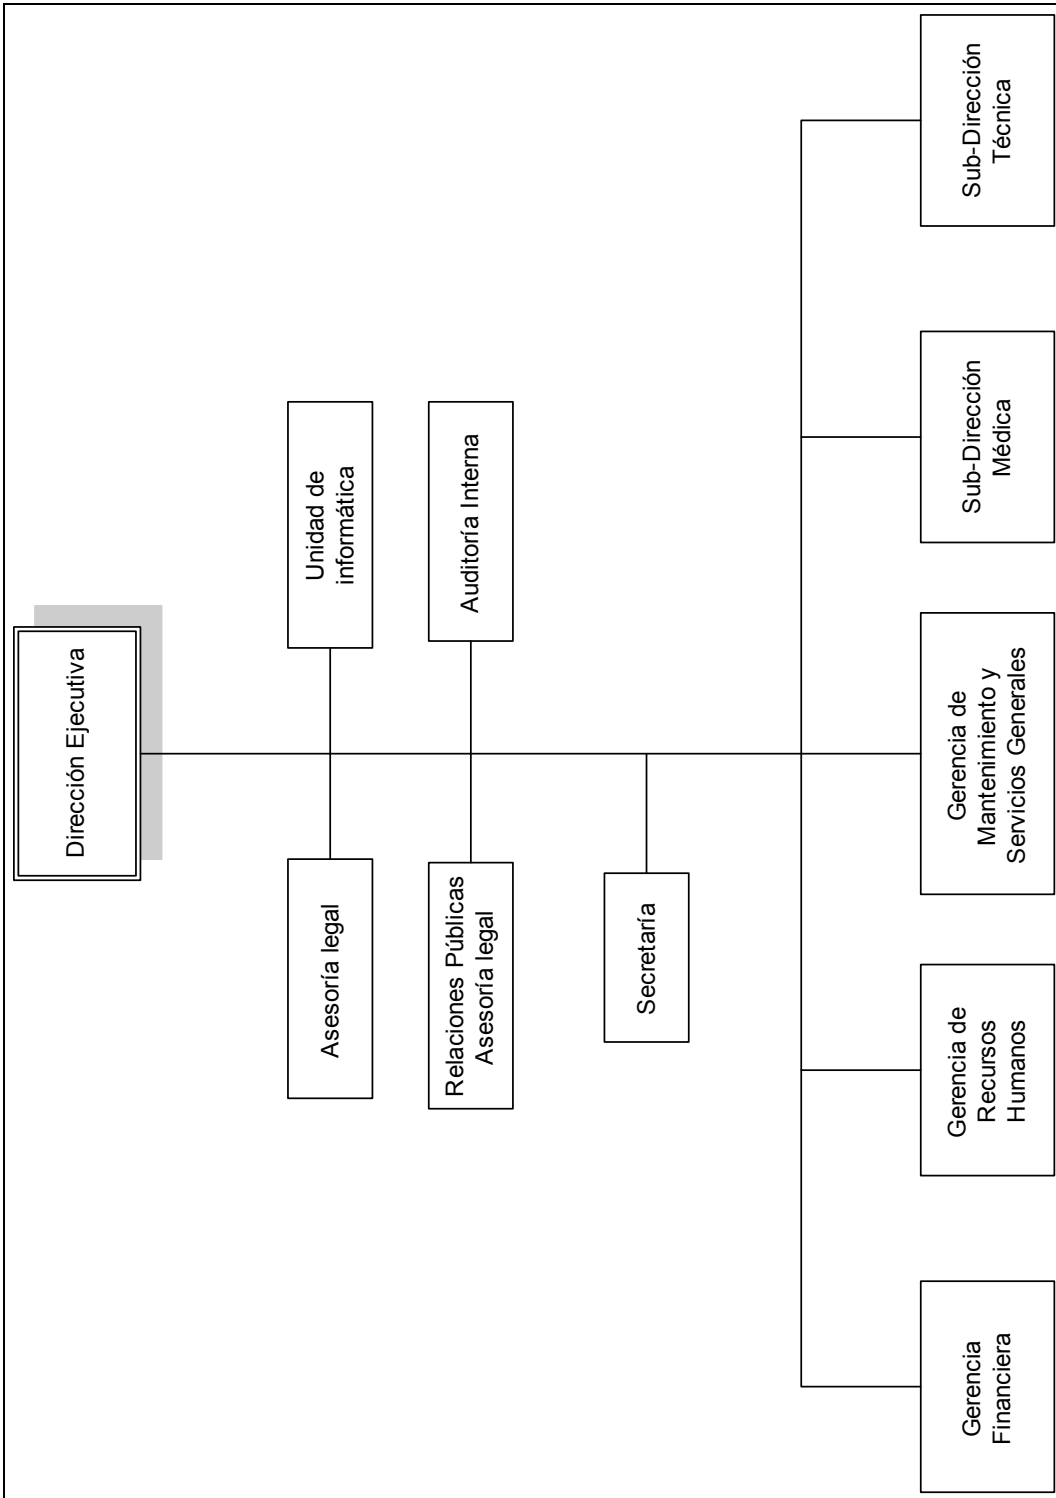 Dirección Ejecutiva
Asesoría legal
Unidad de
informática
Relaciones Públicas
Asesoría legal
Auditoría Interna
Secretaría
Gerencia
Financiera
Gerencia de
Recursos
Humanos
Gerencia de
Mantenimiento y
Servicios Generales
Sub-Dirección
Médica
Sub-Dirección
Técnica